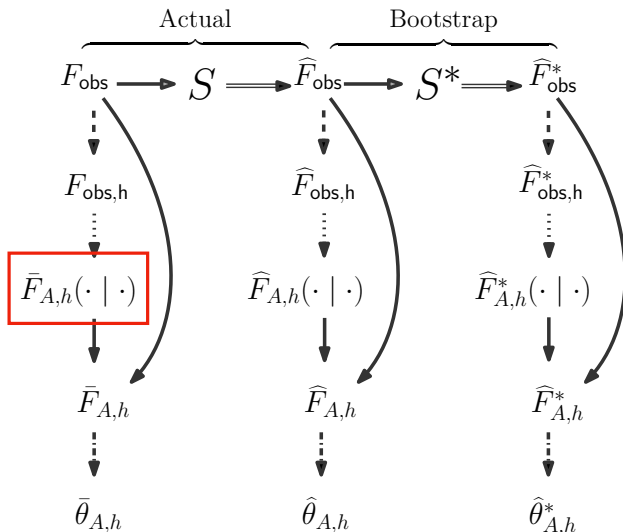 Actual Bootstrap
F_obs S F̂_obs S* F̂*_obs
F_obs,h F̂_obs,h F̂*_obs,h
F̄_A,h(· | ·) F̂_A,h(· | ·) F̂*_A,h(· | ·)
F̄_A,h F̂_A,h F̂*_A,h
θ̄_A,h θ̂_A,h θ̂*_A,h